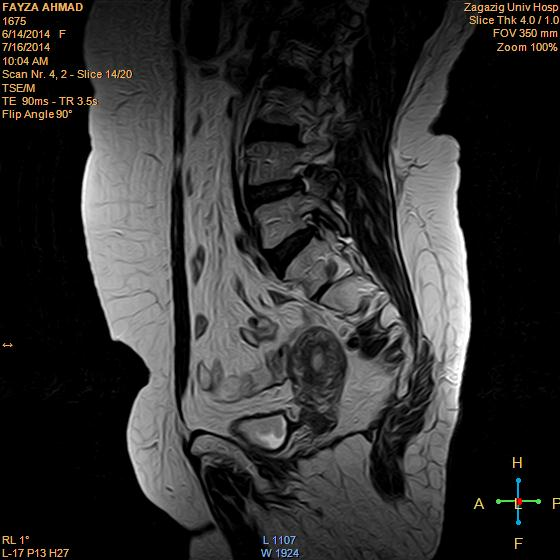 FAYZA AHMAD
1675
6/14/2014 F
7/16/2014
10:04 AM
Scan Nr. 4, 2 - Slice 14/20
TSE/M
TE 90ms - TR 3.5s
Flip Angle 90°
Zagazig Univ Hosp
Slice Thk 4.0 / 1.0
FOV 350 mm
Zoom 100%
H
A
L
P
F
RL 1°
L-17 P13 H27
L 1107
W 1924